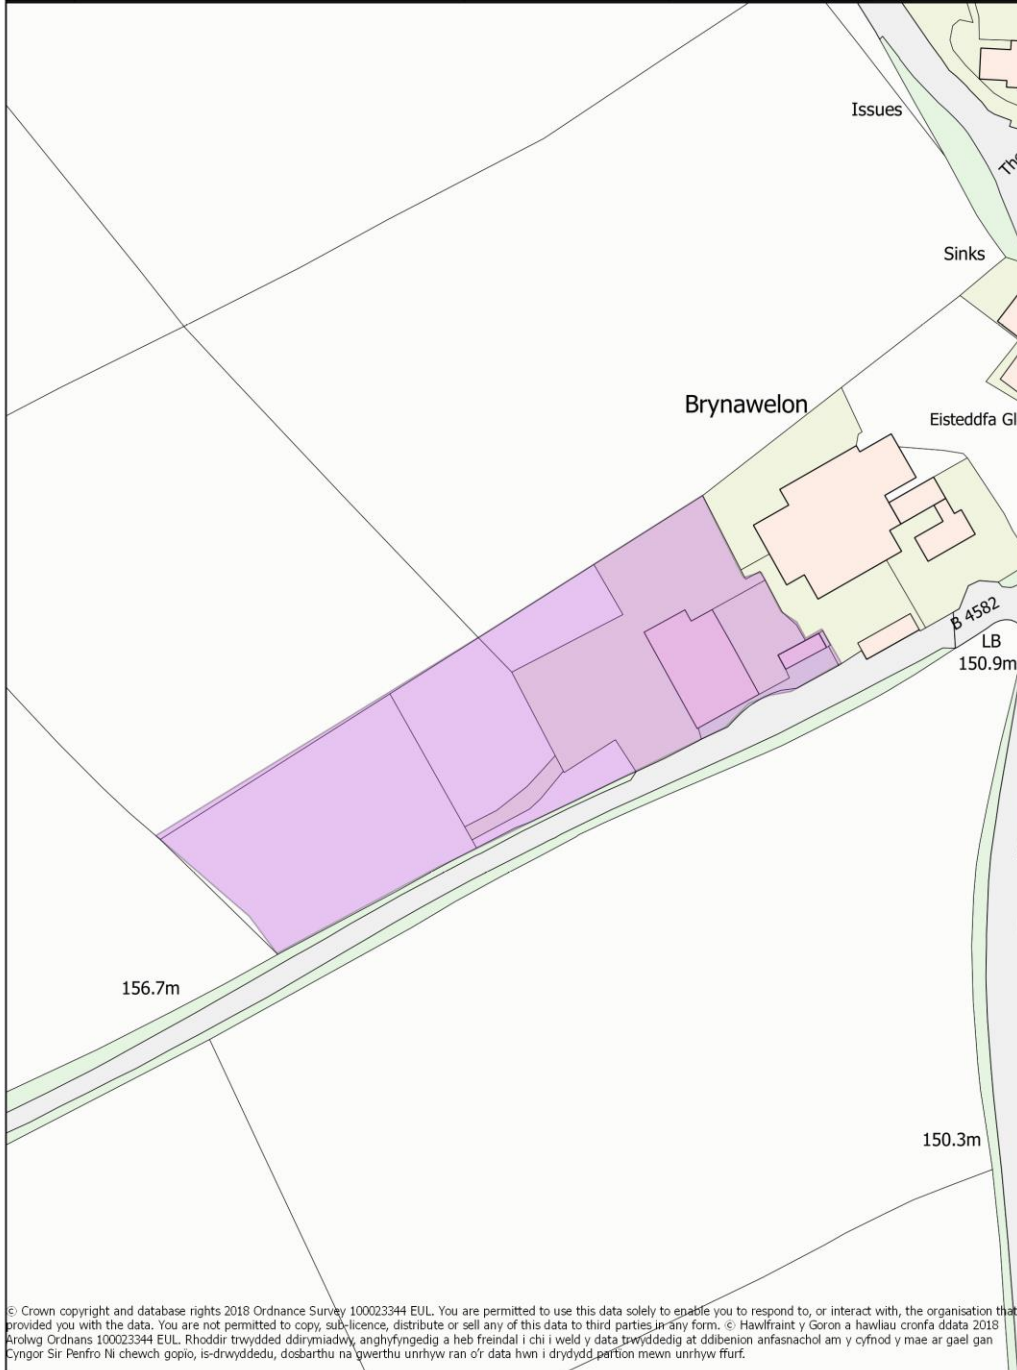 Issues
The
Sinks
Brynawelon
Eisteddfa Gl
B 4582
LB
150.9m
156.7m
150.3m
© Crown copyright and database rights 2018 Ordnance Survey 100023344 EUL. You are permitted to use this data solely to enable you to respond to, or interact with, the organisation that
provided you with the data. You are not permitted to copy, sub-licence, distribute or sell any of this data to third parties in any form. © Hawlfraint y Goron a hawliau cronfa ddata 2018
Arolwg Ordnans 100023344 EUL. Rhoddir trwydded ddirymiadwy, anghyfyngedig a heb freindal i chi i weld y data trwyddedig at ddibenion anfasnachol am y cyfnod y mae ar gael gan
Cyngor Sir Penfro Ni chewch gopïo, is-drwyddedu, dosbarthu na gwerthu unrhyw ran o'r data hwn i drydydd partïon mewn unrhyw ffurf.